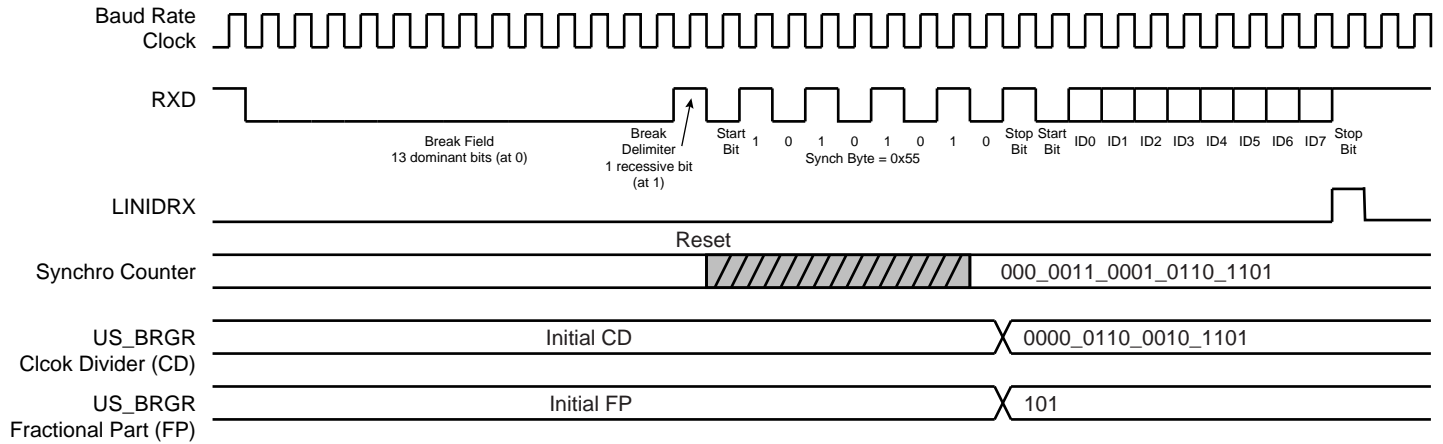 Baud Rate
Clock
RXD
Break Field
13 dominant bits (at 0)
Break
Delimiter
1 recessive bit
(at 1)
Start
Bit
1 0 1 0 1 0 1 0
Synch Byte = 0x55
Stop
Bit
Start
Bit
ID0 ID1 ID2 ID3 ID4 ID5 ID6 ID7
Stop
Bit
LINIDRX
Reset
Synchro Counter
000_0011_0001_0110_1101
US_BRGR
Clcok Divider (CD)
Initial CD
0000_0110_0010_1101
US_BRGR
Fractional Part (FP)
Initial FP
101